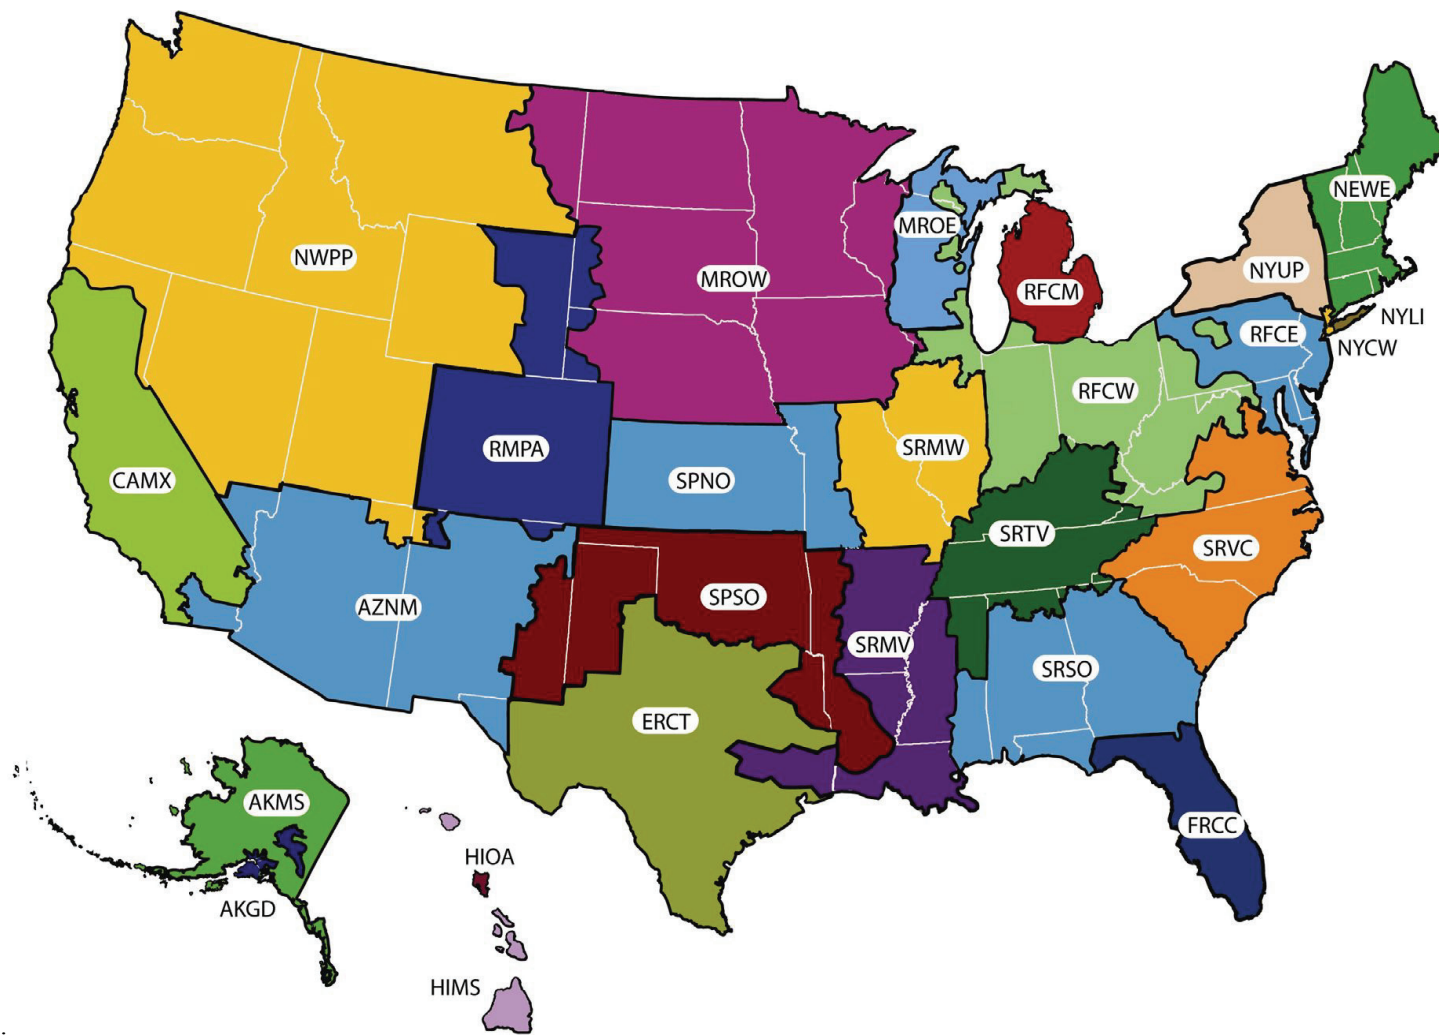 NEWE
MROE
NWPP
NYUP
MROW
RFCM
NYLI
RFCE
NYCW
RFCW
RMPA
SRMW
CAMX
SPNO
SRTV
SRVC
AZNM
SPSO
SRMV
SRSO
ERCT
AKMS
FRCC
HIOA
AKGD
HIMS